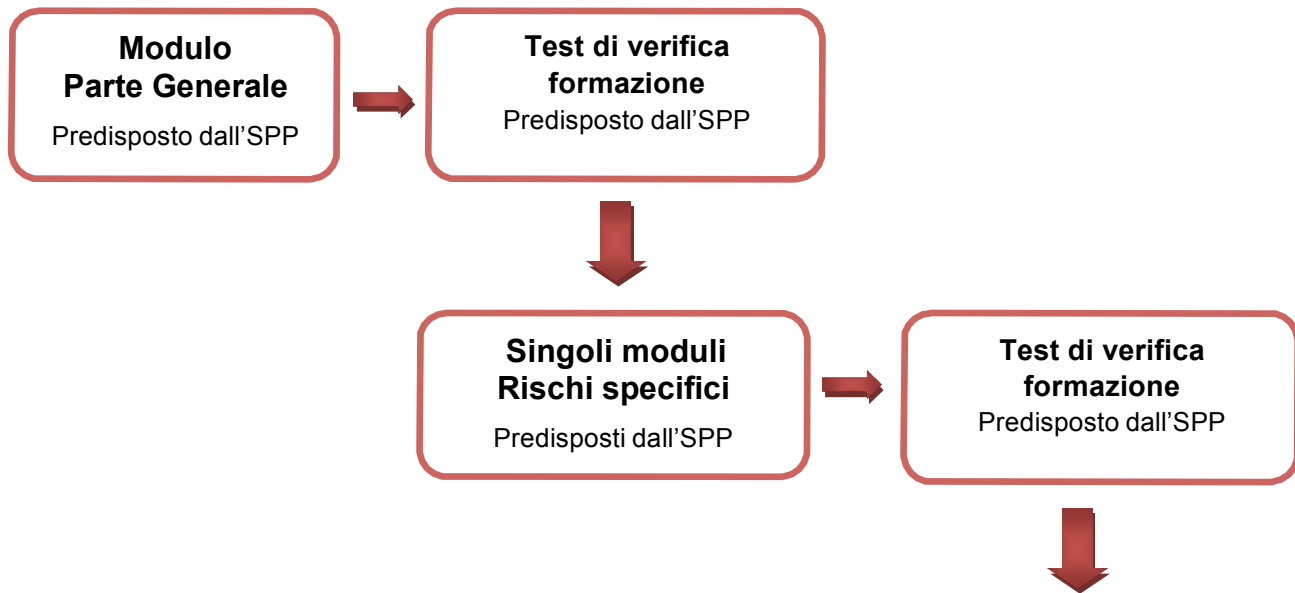 Modulo
Parte Generale
Predisposto dall’SPP
Test di verifica
formazione
Predisposto dall’SPP
Singoli moduli
Rischi specifici
Predisposti dall’SPP
Test di verifica
formazione
Predisposto dall’SPP